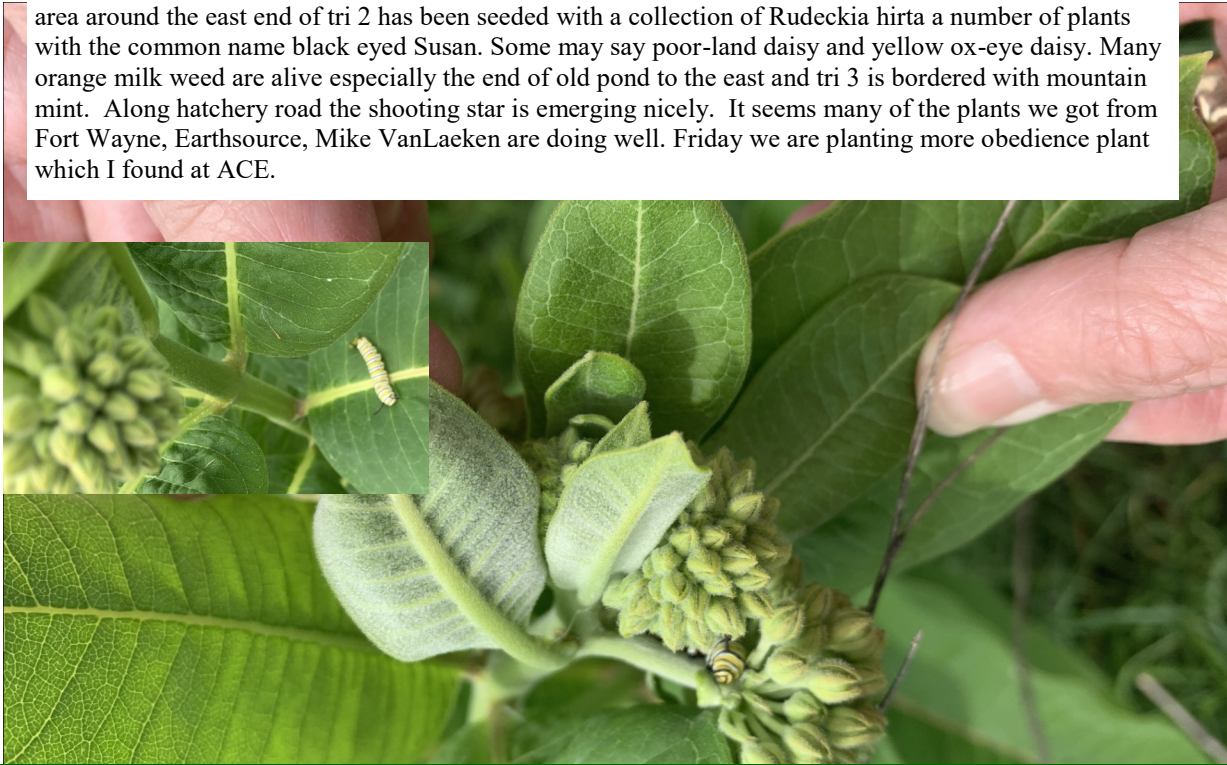 area around the east end of tri 2 has been seeded with a collection of Rudeckia hirta a number of plants
with the common name black eyed Susan. Some may say poor-land daisy and yellow ox-eye daisy. Many
orange milk weed are alive especially the end of old pond to the east and tri 3 is bordered with mountain
mint.  Along hatchery road the shooting star is emerging nicely.  It seems many of the plants we got from
Fort Wayne, Earthsource, Mike VanLaeken are doing well. Friday we are planting more obedience plant
which I found at ACE.